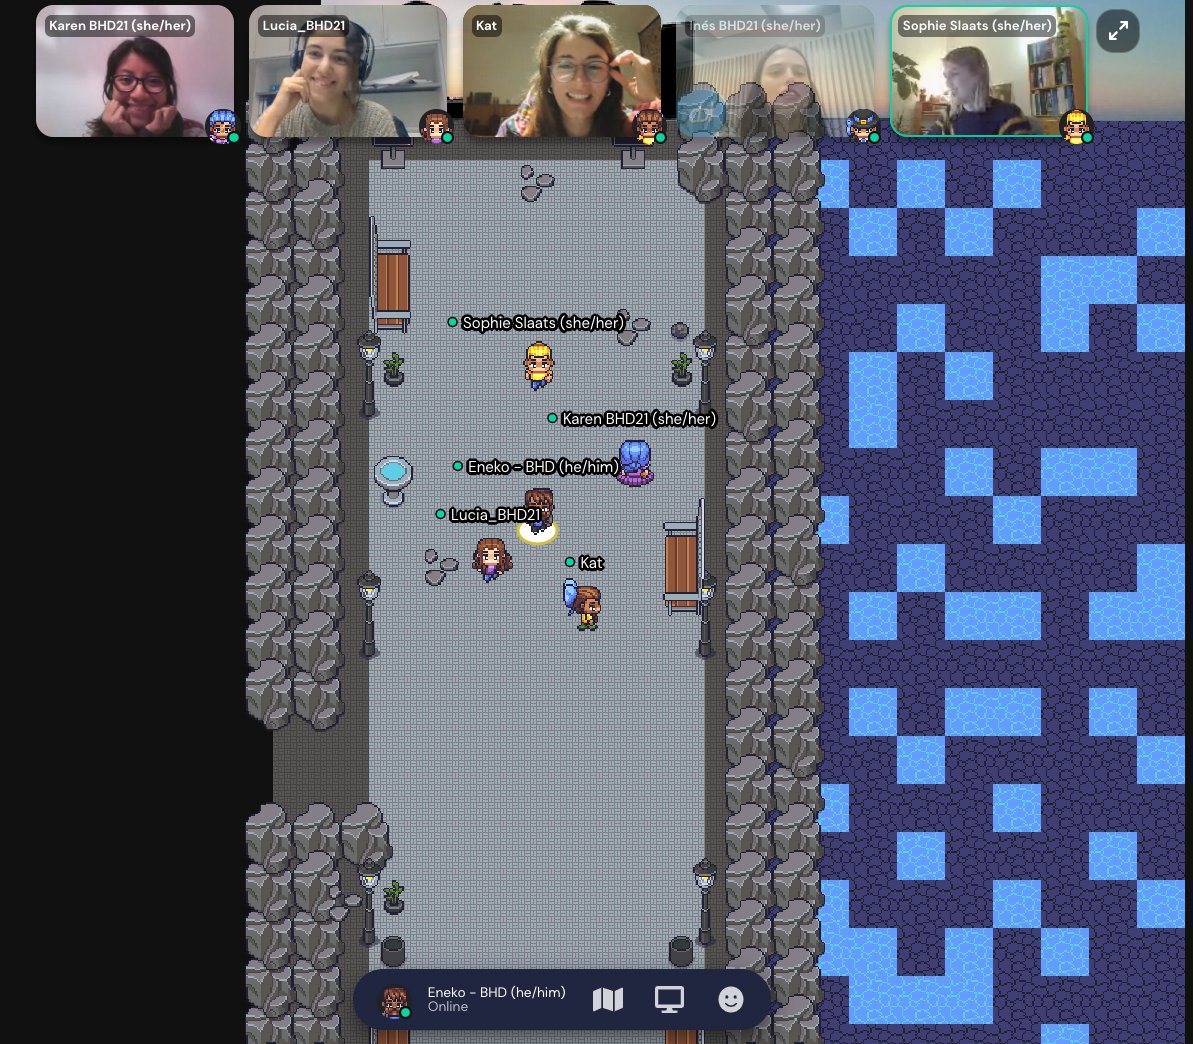 Karen BHD21 (she/her)
Lucia_BHD21
Kat
Inés BHD21 (she/her)
Sophie Slaats (she/her)
Sophie Slaats (she/her)
Karen BHD21 (she/her)
Eneko - BHD (he/him)
Lucia_BHD21
Kat
Eneko - BHD (he/him)
Online